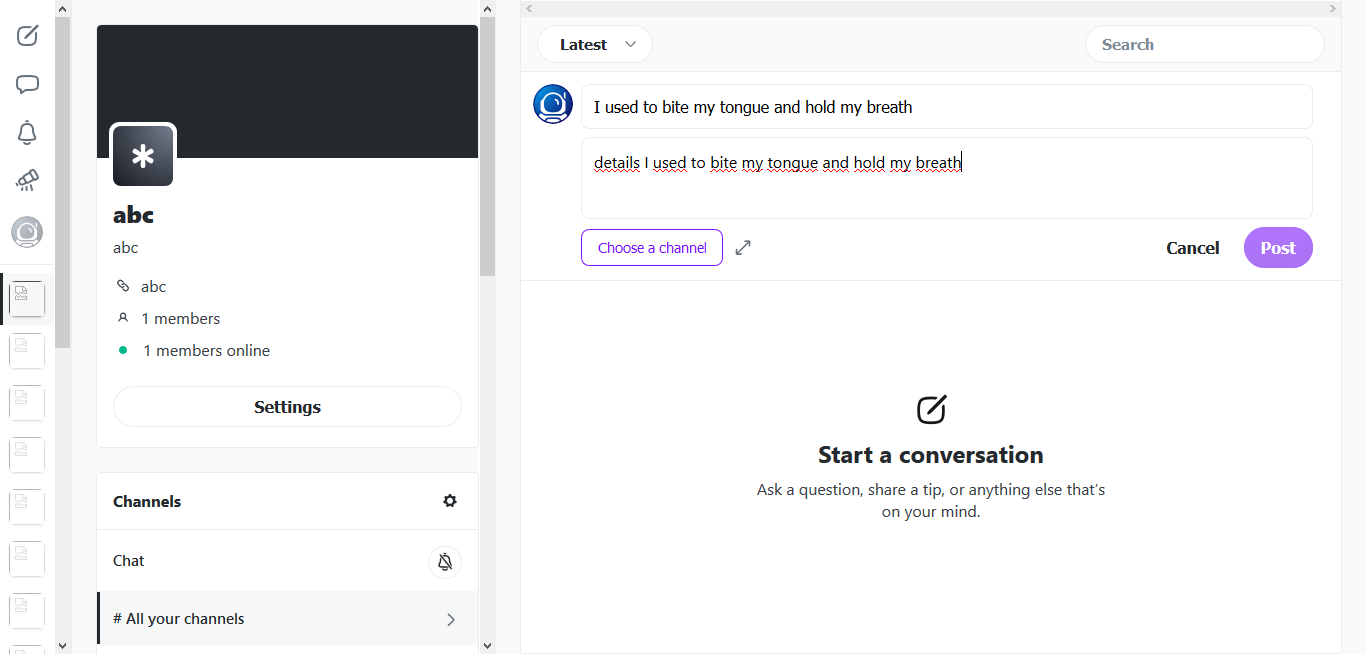 abc
abc
abc
1 members
1 members online
Settings
Channels
Chat
# All your channels
Latest
Search
I used to bite my tongue and hold my breath
details I used to bite my tongue and hold my breath
Choose a channel
Cancel
Post
Start a conversation
Ask a question, share a tip, or anything else that's
on your mind.